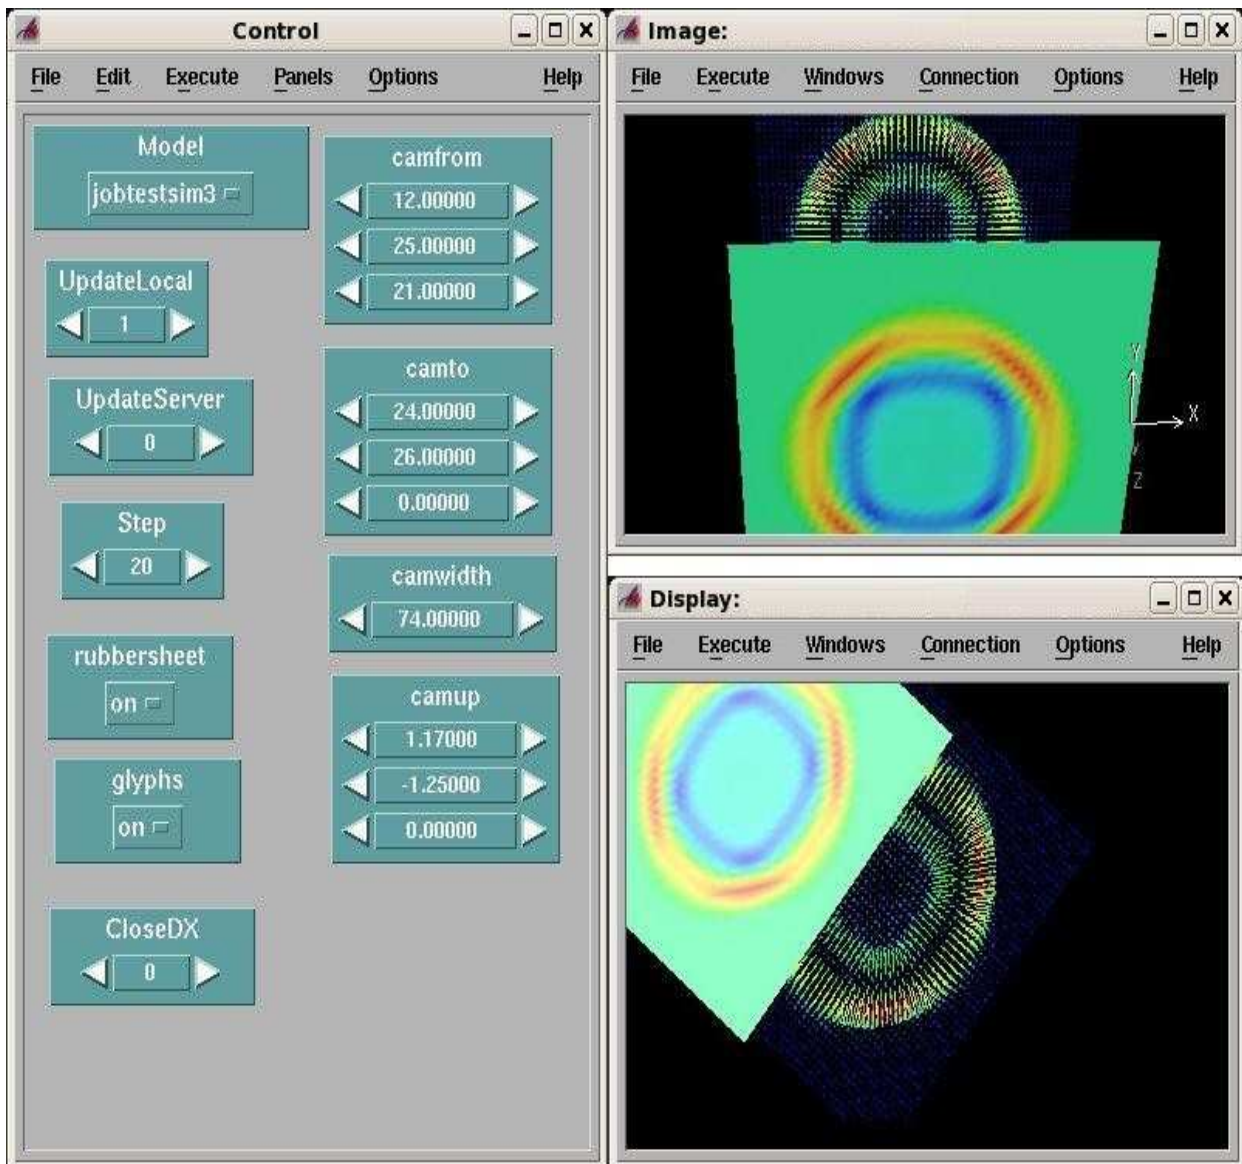 Control
File Edit Execute Panels Options Help
Model
jobtestsim3
UpdateLocal
1
UpdateServer
0
Step
20
rubbersheet
on
glyphs
on
CloseDX
0
camfrom
12.00000
25.00000
21.00000
camto
24.00000
26.00000
0.00000
camwidth
74.00000
camup
1.17000
-1.25000
0.00000
Image:
File Execute Windows Connection Options Help
Y
X
Z
Display:
File Execute Windows Connection Options Help